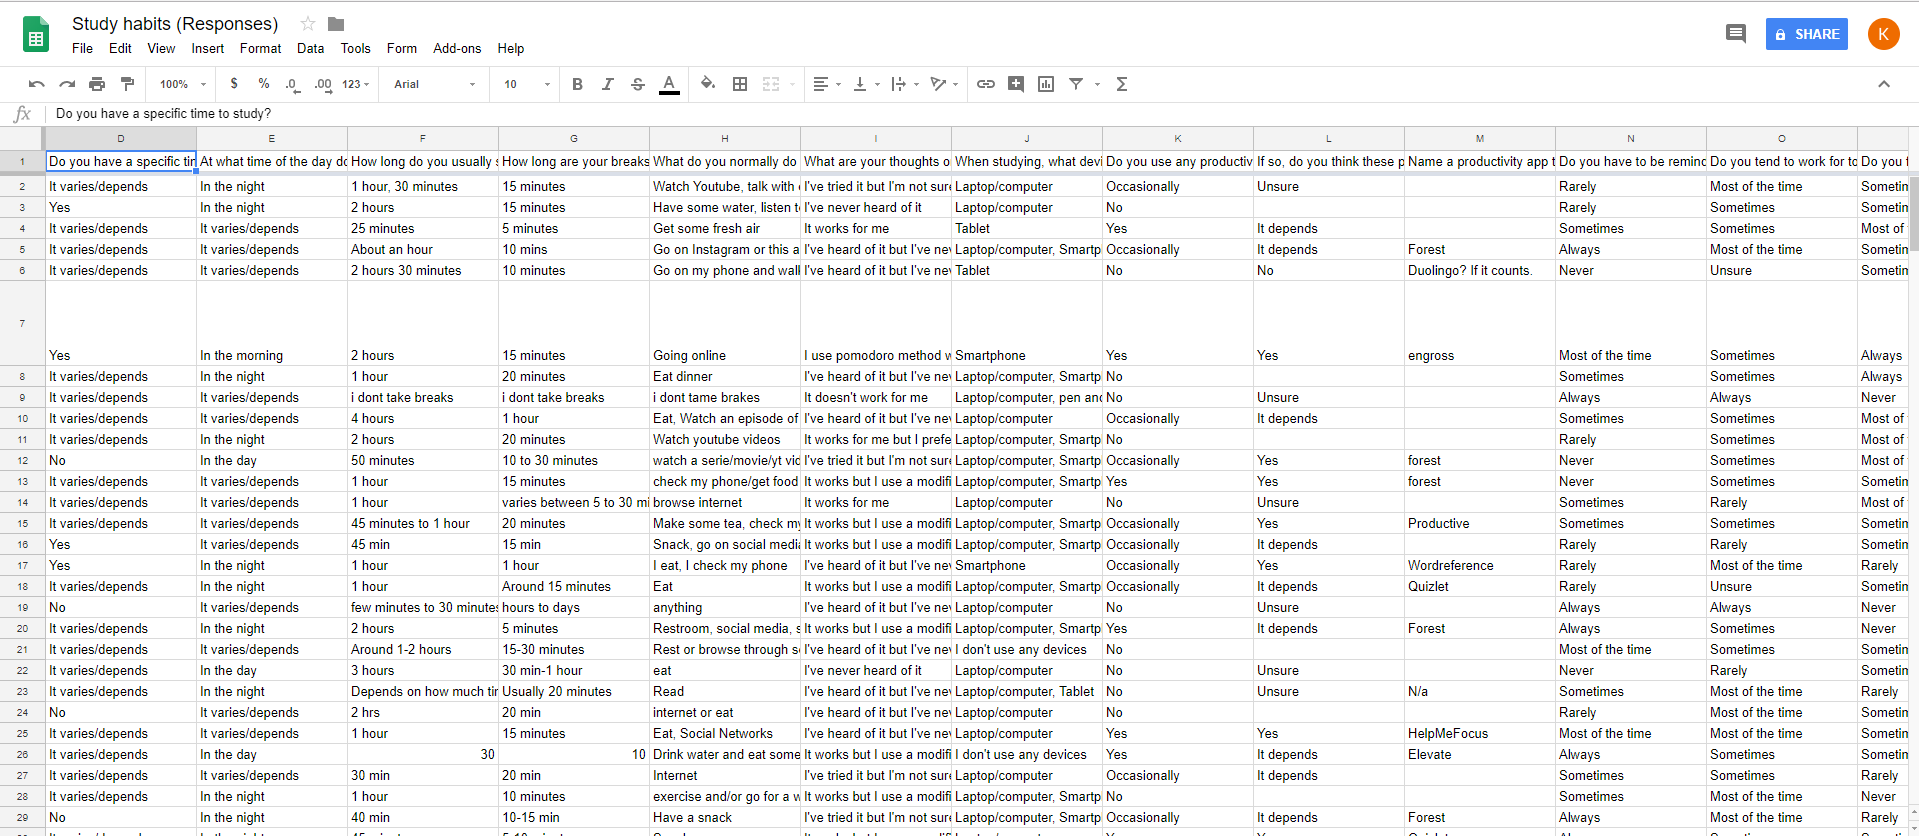 Study habits (Responses)
File Edit View Insert Format Data Tools Form Add-ons Help
SHARE
K
100% $ % .0 .00 123 Arial 10 B I S A Σ
fx Do you have a specific time to study?
D E F G H I J K L M N O
1 Do you have a specific tin At what time of the day do How long do you usually s How long are your breaks What do you normally do What are your thoughts o When studying, what devi Do you use any productiv If so, do you think these p Name a productivity app t Do you have to be remind Do you tend to work for to Do you t
2 It varies/depends In the night 1 hour, 30 minutes 15 minutes Watch Youtube, talk with I've tried it but I'm not sure Laptop/computer Occasionally Unsure Rarely Most of the time Sometim
3 Yes In the night 2 hours 15 minutes Have some water, listen to I've never heard of it Laptop/computer No Rarely Sometimes Sometim
4 It varies/depends It varies/depends 25 minutes 5 minutes Get some fresh air It works for me Tablet Yes It depends Sometimes Sometimes Most of
5 It varies/depends It varies/depends About an hour 10 mins Go on Instagram or this a I've heard of it but I've nev Laptop/computer, Smartp Occasionally It depends Forest Always Most of the time Sometim
6 It varies/depends It varies/depends 2 hours 30 minutes 10 minutes Go on my phone and walk I've heard of it but I've nev Tablet No No Duolingo? If it counts. Never Unsure Sometim
7 Yes In the morning 2 hours 15 minutes Going online I use pomodoro method w Smartphone Yes Yes engross Most of the time Sometimes Always
8 It varies/depends In the night 1 hour 20 minutes Eat dinner I've heard of it but I've nev Laptop/computer, Smartp No Sometimes Sometimes Always
9 It varies/depends It varies/depends i dont take breaks i dont take breaks i dont tame brakes It doesn't work for me Laptop/computer, pen and No Unsure Always Always Never
10 It varies/depends It varies/depends 4 hours 1 hour Eat, Watch an episode of I've heard of it but I've nev Laptop/computer Occasionally It depends Sometimes Sometimes Most of
11 It varies/depends In the night 2 hours 20 minutes Watch youtube videos It works for me but I prefe Laptop/computer, Smartp No Rarely Sometimes Most of
12 No In the day 50 minutes 10 to 30 minutes watch a serie/movie/yt vid I've tried it but I'm not sure Laptop/computer, Smartp Occasionally Yes forest Never Sometimes Most of
13 It varies/depends It varies/depends 1 hour 15 minutes check my phone/get food It works but I use a modifi Laptop/computer, Smartp Yes Yes forest Never Sometimes Sometim
14 It varies/depends It varies/depends 1 hour varies between 5 to 30 mi browse internet It works for me Laptop/computer No Unsure Sometimes Rarely Most of
15 It varies/depends It varies/depends 45 minutes to 1 hour 20 minutes Make some tea, check my It works but I use a modifi Laptop/computer, Smartp Occasionally Yes Productive Sometimes Sometimes Sometim
16 Yes It varies/depends 45 min 15 min Snack, go on social media It works but I use a modifi Laptop/computer, Smartp Occasionally It depends Rarely Rarely Sometim
17 Yes In the night 1 hour 1 hour I eat, I check my phone I've heard of it but I've nev Smartphone Occasionally Yes Wordreference Rarely Most of the time Rarely
18 It varies/depends In the night 1 hour Around 15 minutes Eat It works but I use a modifi Laptop/computer, Smartp Occasionally It depends Quizlet Rarely Unsure Sometim
19 No It varies/depends few minutes to 30 minutes hours to days anything I've heard of it but I've nev Laptop/computer No Unsure Always Always Never
20 It varies/depends In the night 2 hours 5 minutes Restroom, social media, s It works but I use a modifi Laptop/computer, Smartp Yes It depends Forest Always Sometimes Never
21 It varies/depends It varies/depends Around 1-2 hours 15-30 minutes Rest or browse through s I've heard of it but I've nev I don't use any devices No Most of the time Sometimes Sometim
22 It varies/depends In the day 3 hours 30 min-1 hour eat I've never heard of it Laptop/computer No Unsure Never Rarely Sometim
23 It varies/depends In the night Depends on how much tin Usually 20 minutes Read I've heard of it but I've nev Laptop/computer, Tablet No Unsure N/a Sometimes Most of the time Rarely
24 No It varies/depends 2 hrs 20 min internet or eat I've heard of it but I've nev Laptop/computer No Rarely Most of the time Sometim
25 It varies/depends It varies/depends 1 hour 15 minutes Eat, Social Networks I've heard of it but I've nev Laptop/computer Yes Yes HelpMeFocus Most of the time Most of the time Sometim
26 It varies/depends In the day 30 10 Drink water and eat some It works but I use a modifi I don't use any devices Yes It depends Elevate Always Sometimes Sometim
27 It varies/depends It varies/depends 30 min 20 min Internet I've tried it but I'm not sure Laptop/computer Occasionally It depends Sometimes Sometimes Rarely
28 It varies/depends In the night 1 hour 10 minutes exercise and/or go for a w It works but I use a modifi Laptop/computer, Smartp No Sometimes Most of the time Never
29 No In the night 40 min 10-15 min Have a snack I've tried it but I'm not sure Laptop/computer, Smartp Occasionally It depends Forest Always Most of the time Rarely